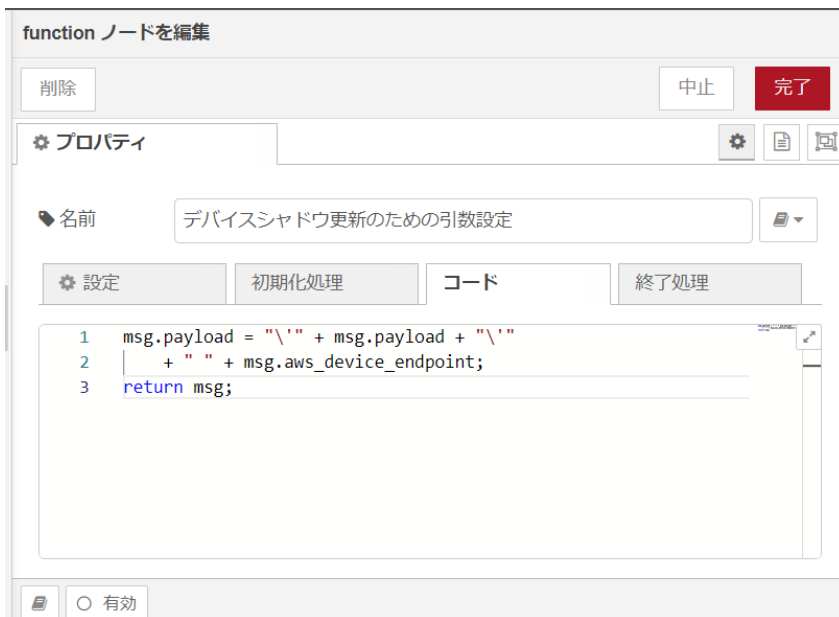 function ノードを編集
削除
中止
完了
プロパティ
名前
デバイスシャドウ更新のための引数設定
設定
初期化処理
コード
終了処理
1 msg.payload = "\'" + msg.payload + "\'"
2 + " " + msg.aws_device_endpoint;
3 return msg;
有効